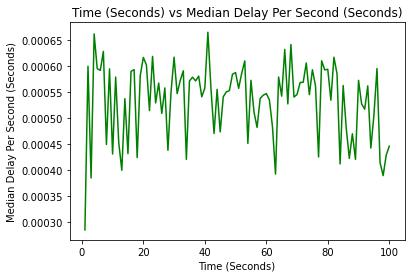 Time (Seconds) vs Median Delay Per Second (Seconds)
Median Delay Per Second (Seconds)
0.00065
0.00060
0.00055
0.00050
0.00045
0.00040
0.00035
0.00030
0 20 40 60 80 100
Time (Seconds)